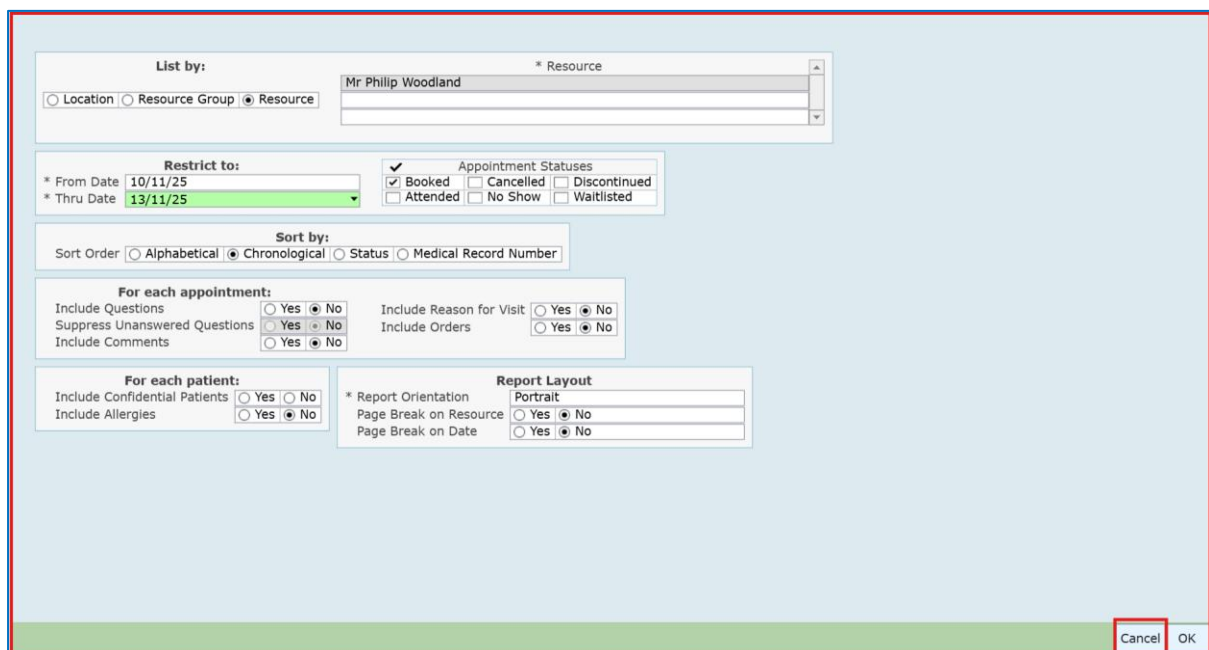 List by:
* Resource
Mr Philip Woodland
Location Resource Group Resource
Restrict to:
* From Date 10/11/25
* Thru Date 13/11/25
Appointment Statuses
Booked Cancelled Discontinued
Attended No Show Waitlisted
Sort by:
Sort Order Alphabetical Chronological Status Medical Record Number
For each appointment:
Include Questions Yes No
Suppress Unanswered Questions Yes No
Include Comments Yes No
Include Reason for Visit Yes No
Include Orders Yes No
For each patient:
Include Confidential Patients Yes No
Include Allergies Yes No
Report Layout
* Report Orientation Portrait
Page Break on Resource Yes No
Page Break on Date Yes No
Cancel OK